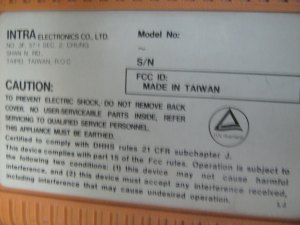 INTRA ELECTRONICS CO., LTD.
NO. 3F, 57-1 SEC. 2 CHUNG
SHAN N. RD.
TAIPEI, TAIWAN, R.O.C
Model No:
~
S/N
FCC ID:
MADE IN TAIWAN
CAUTION:
TO PREVENT ELECTRIC SHOCK, DO NOT REMOVE BACK
COVER. NO USER-SERVICEABLE PARTS INSIDE, REFER
SERVICING TO QUALIFIED SERVICE PERSONNEL.
THIS APPLIANCE MUST BE EARTHED.
Certified to comply with DHHS rules 21 CFR subchapter J.
This device complies with part 15 of the Fcc rules. Operation is subject to
the following two conditions: (1) this device may not cause harmful
interference, and (2) this device must accept any interference received,
including interference that may cause undesired operation.
LJ